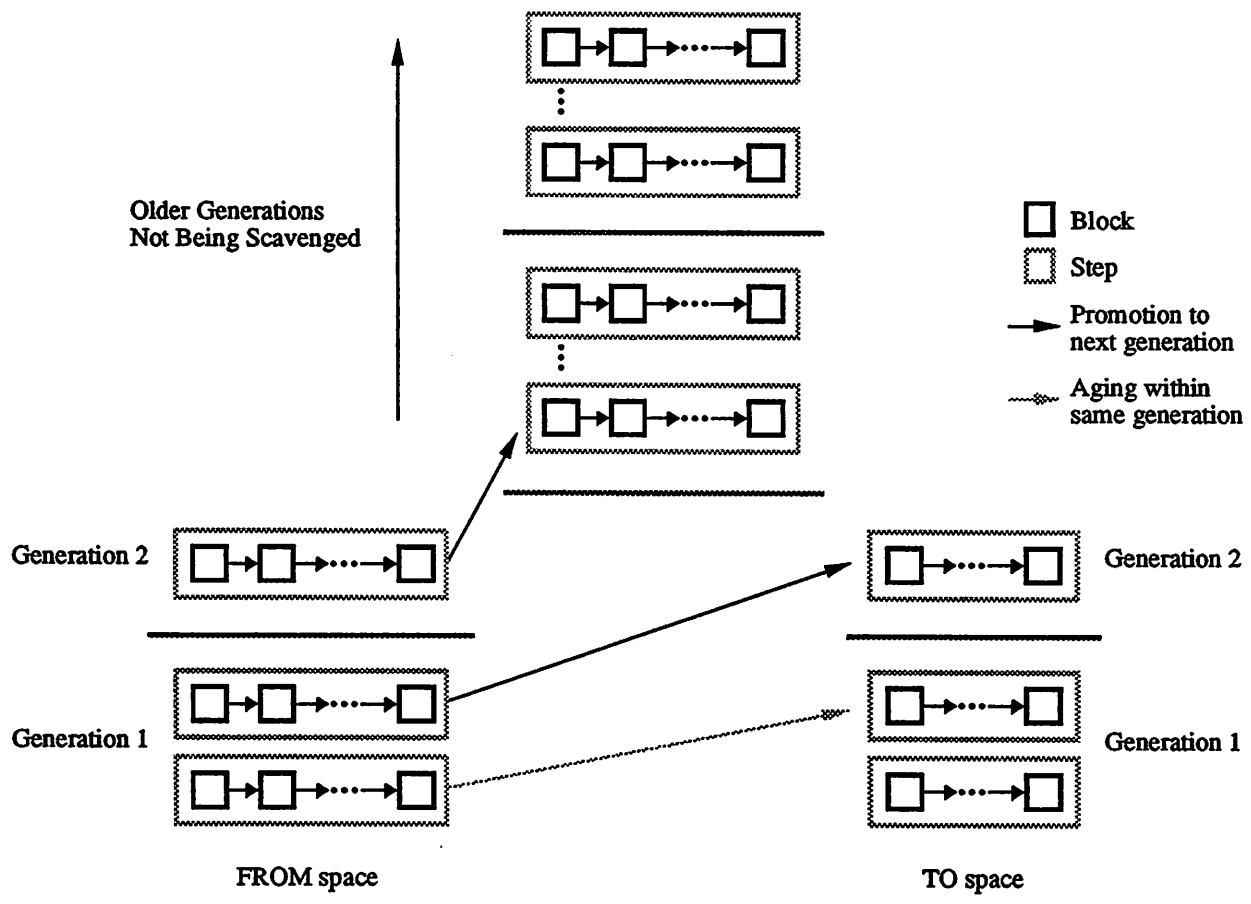 Older Generations
Not Being Scavenged
Block
Step
Promotion to
next generation
Aging within
same generation
Generation 2
Generation 2
Generation 1
Generation 1
FROM space
TO space